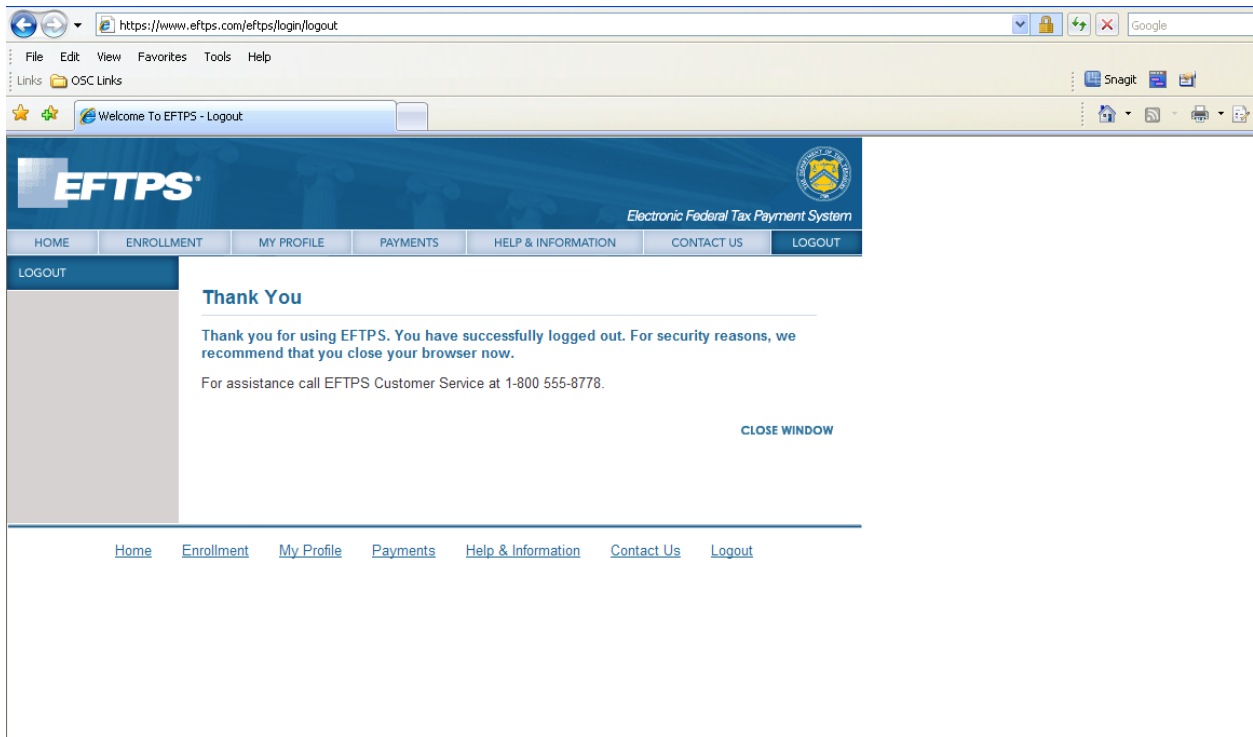 https://www.eftps.com/eftps/login/logout
Google
File Edit View Favorites Tools Help
Links OSC Links
Snagit
Welcome To EFTPS - Logout
EFTPS®
Electronic Federal Tax Payment System
HOME ENROLLMENT MY PROFILE PAYMENTS HELP & INFORMATION CONTACT US LOGOUT
LOGOUT
Thank You
Thank you for using EFTPS. You have successfully logged out. For security reasons, we
recommend that you close your browser now.
For assistance call EFTPS Customer Service at 1-800 555-8778.
CLOSE WINDOW
Home Enrollment My Profile Payments Help & Information Contact Us Logout